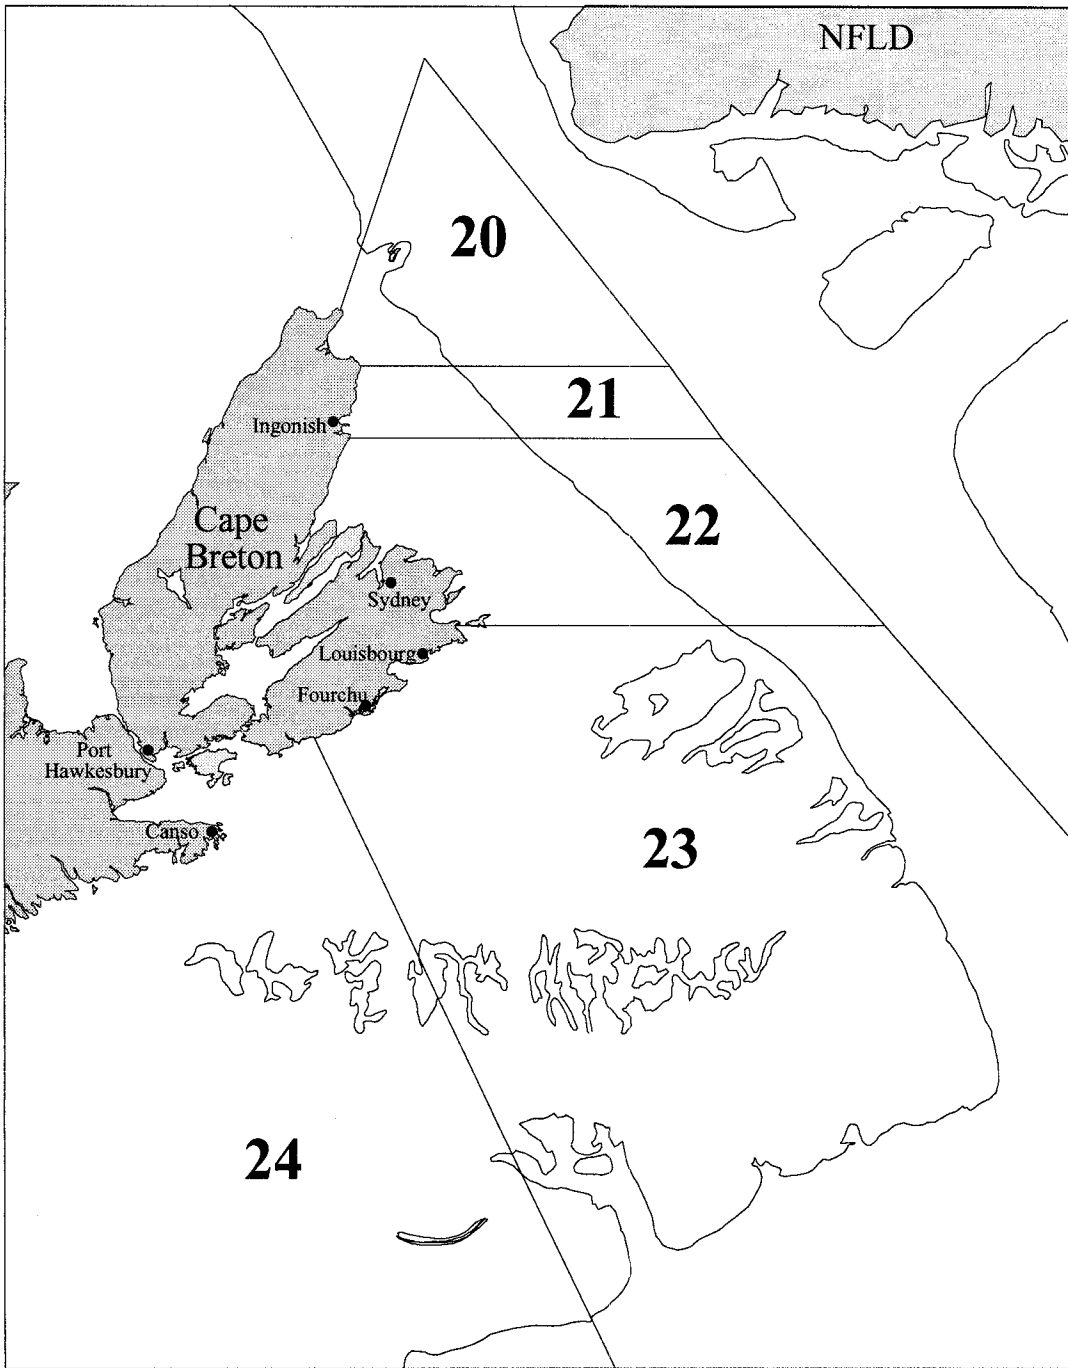 NFLD
20
21
Ingonish
Cape
Breton
22
Sydney
Louisbourg
Fourchu
Port
Hawkesbury
Canso
23
24